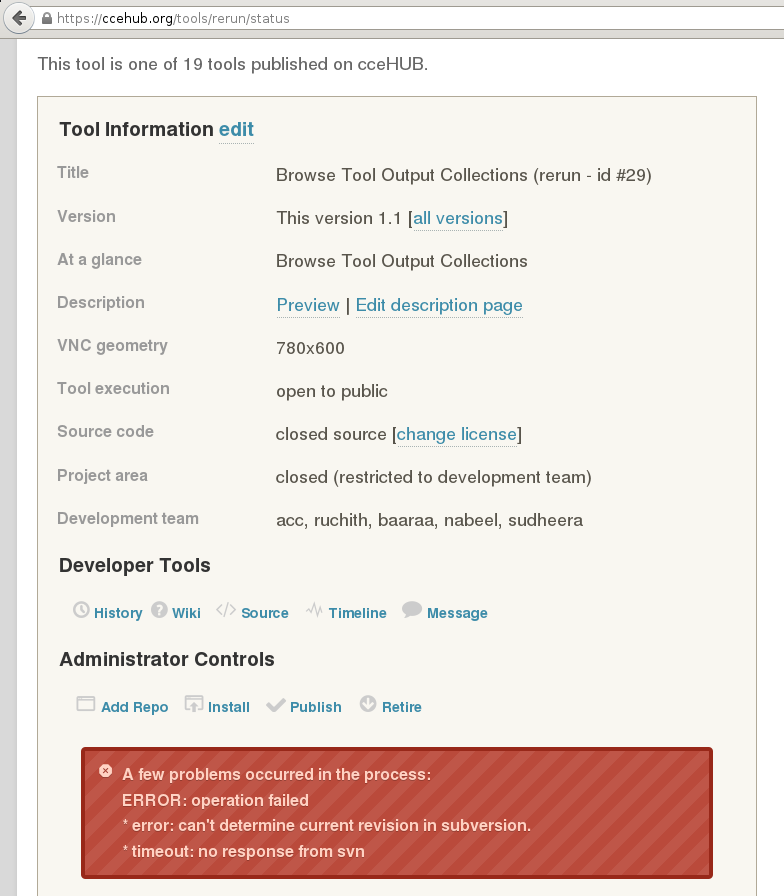 https://ccehub.org/tools/rerun/status
This tool is one of 19 tools published on cceHUB.
Tool Information edit
Title Browse Tool Output Collections (rerun - id #29)
Version This version 1.1 [all versions]
At a glance Browse Tool Output Collections
Description Preview | Edit description page
VNC geometry 780x600
Tool execution open to public
Source code closed source [change license]
Project area closed (restricted to development team)
Development team acc, ruchith, baaraa, nabeel, sudheera
Developer Tools
History ? Wiki </> Source Timeline Message
Administrator Controls
Add Repo Install Publish Retire
A few problems occurred in the process:
ERROR: operation failed
* error: can't determine current revision in subversion.
* timeout: no response from svn